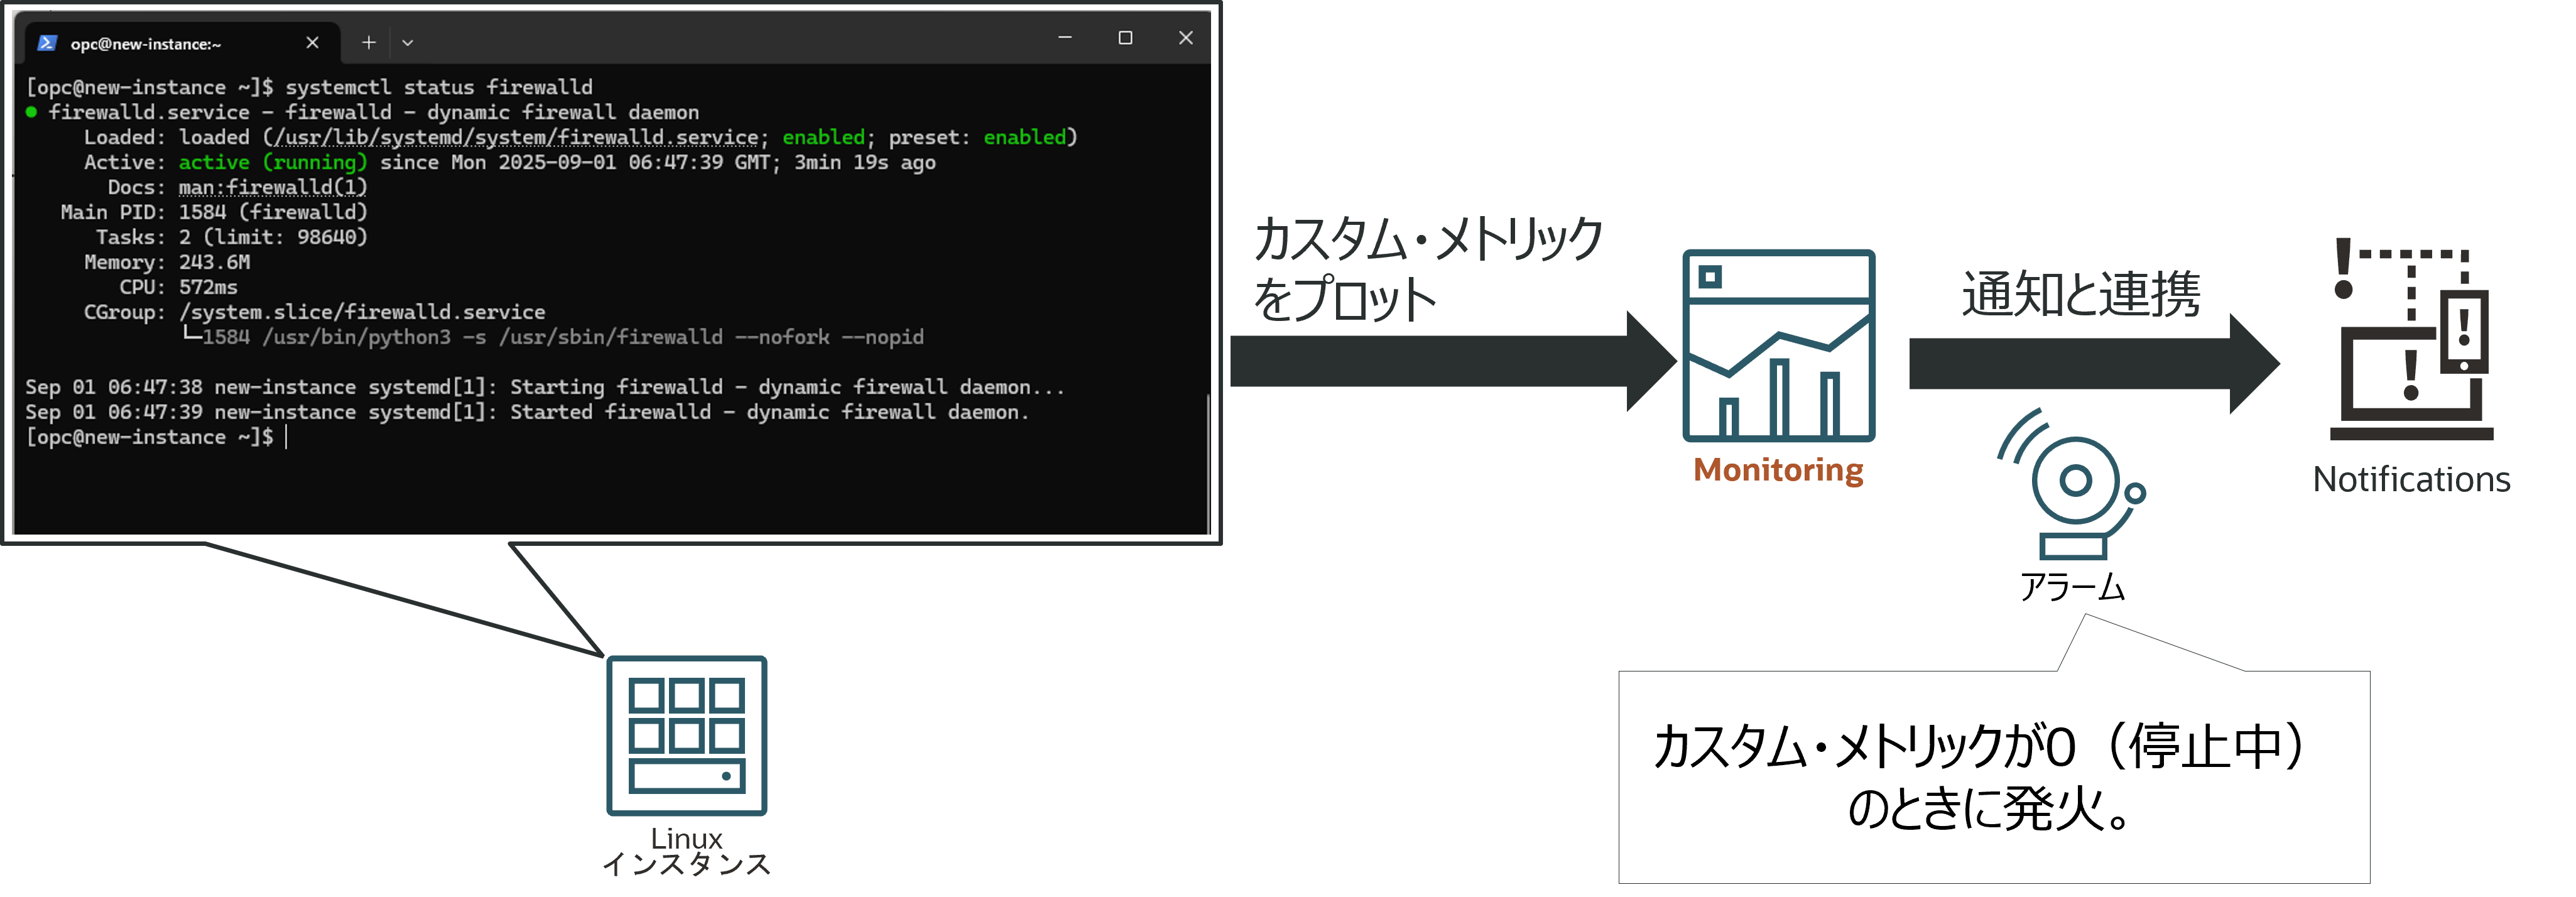 opc@new-instance:~
[opc@new-instance ~]$ systemctl status firewalld
● firewalld.service - firewalld - dynamic firewall daemon
Loaded: loaded (/usr/lib/systemd/system/firewalld.service; enabled; preset: enabled)
Active: active (running) since Mon 2025-09-01 06:47:39 GMT; 3min 19s ago
Docs: man:firewalld(1)
Main PID: 1584 (firewalld)
Tasks: 2 (limit: 98640)
Memory: 243.6M
CPU: 572ms
CGroup: /system.slice/firewalld.service
└─1584 /usr/bin/python3 -s /usr/sbin/firewalld --nofork --nopid
Sep 01 06:47:38 new-instance systemd[1]: Starting firewalld - dynamic firewall daemon...
Sep 01 06:47:39 new-instance systemd[1]: Started firewalld - dynamic firewall daemon.
[opc@new-instance ~]$
カスタム・メトリック
をプロット
Monitoring
通知と連携
アラーム
Notifications
カスタム・メトリックが0（停止中）
のときに発火。
Linux
インスタンス